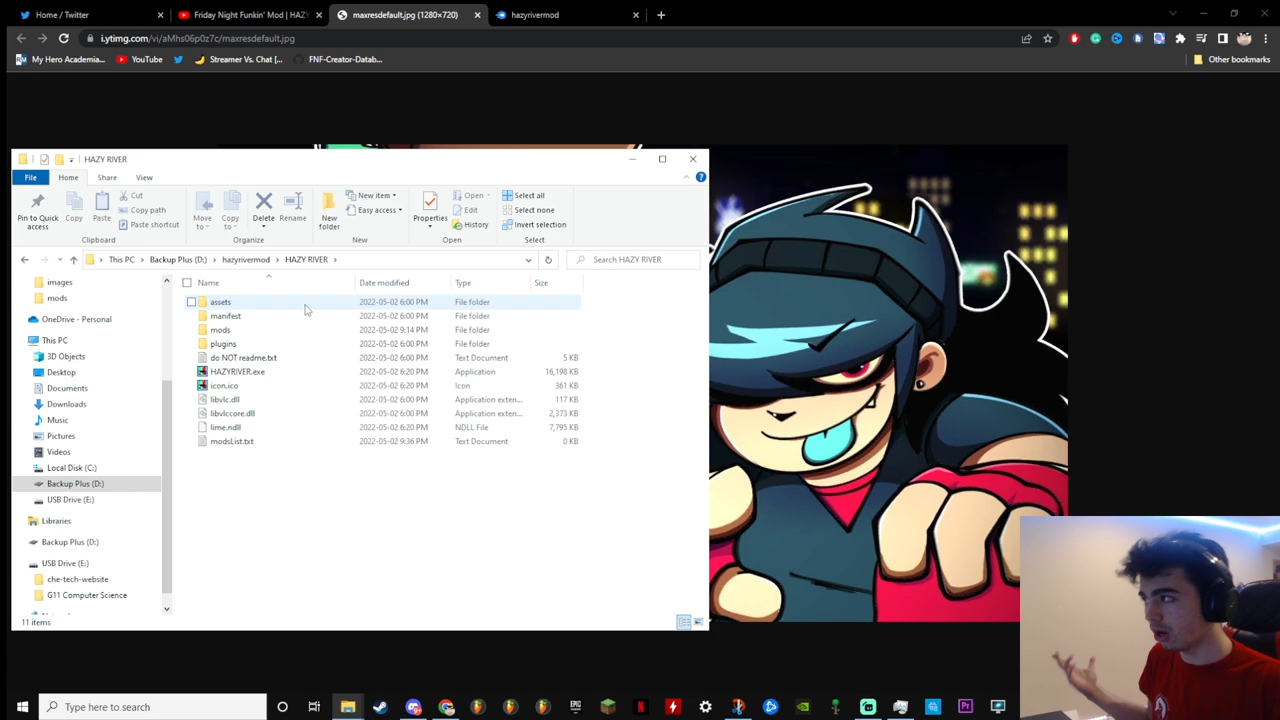 Home / Twitter
Friday Night Funkin' Mod | HAZY
maxresdefault.jpg (1280×720)
hazyrivermod
i.ytimg.com/vi/aMhs06p0z7c/maxresdefault.jpg
My Hero Academia...
YouTube
Streamer Vs. Chat [...
FNF-Creator-Datab...
Other bookmarks
HAZY RIVER
File
Home
Share
View
Pin to Quick access
Copy
Paste
Cut
Copy path
Paste shortcut
Clipboard
Move to
Copy to
Delete
Rename
Organize
New folder
New item
Easy access
New
Properties
Open
Edit
History
Open
Select all
Select none
Invert selection
Select
This PC
Backup Plus (D:)
hazyrivermod
HAZY RIVER
Search HAZY RIVER
images
mods
OneDrive - Personal
This PC
3D Objects
Desktop
Documents
Downloads
Music
Pictures
Videos
Local Disk (C:)
Backup Plus (D:)
USB Drive (E:)
Libraries
Backup Plus (D:)
USB Drive (E:)
che-tech-website
G11 Computer Science
Name Date modified Type Size
assets 2022-05-02 6:00 PM File folder
manifest 2022-05-02 6:00 PM File folder
mods 2022-05-02 9:14 PM File folder
plugins 2022-05-02 6:00 PM File folder
do NOT readme.txt 2022-05-02 6:00 PM Text Document 5 KB
HAZYRIVER.exe 2022-05-02 6:20 PM Application 16,198 KB
icon.ico 2022-05-02 6:20 PM Icon 361 KB
libvlc.dll 2022-05-02 6:00 PM Application exten... 117 KB
libvlccore.dll 2022-05-02 6:00 PM Application exten... 2,373 KB
lime.ndll 2022-05-02 6:20 PM NDLL File 7,795 KB
modsList.txt 2022-05-02 9:36 PM Text Document 0 KB
11 items
Type here to search
EPIC
N
Pr